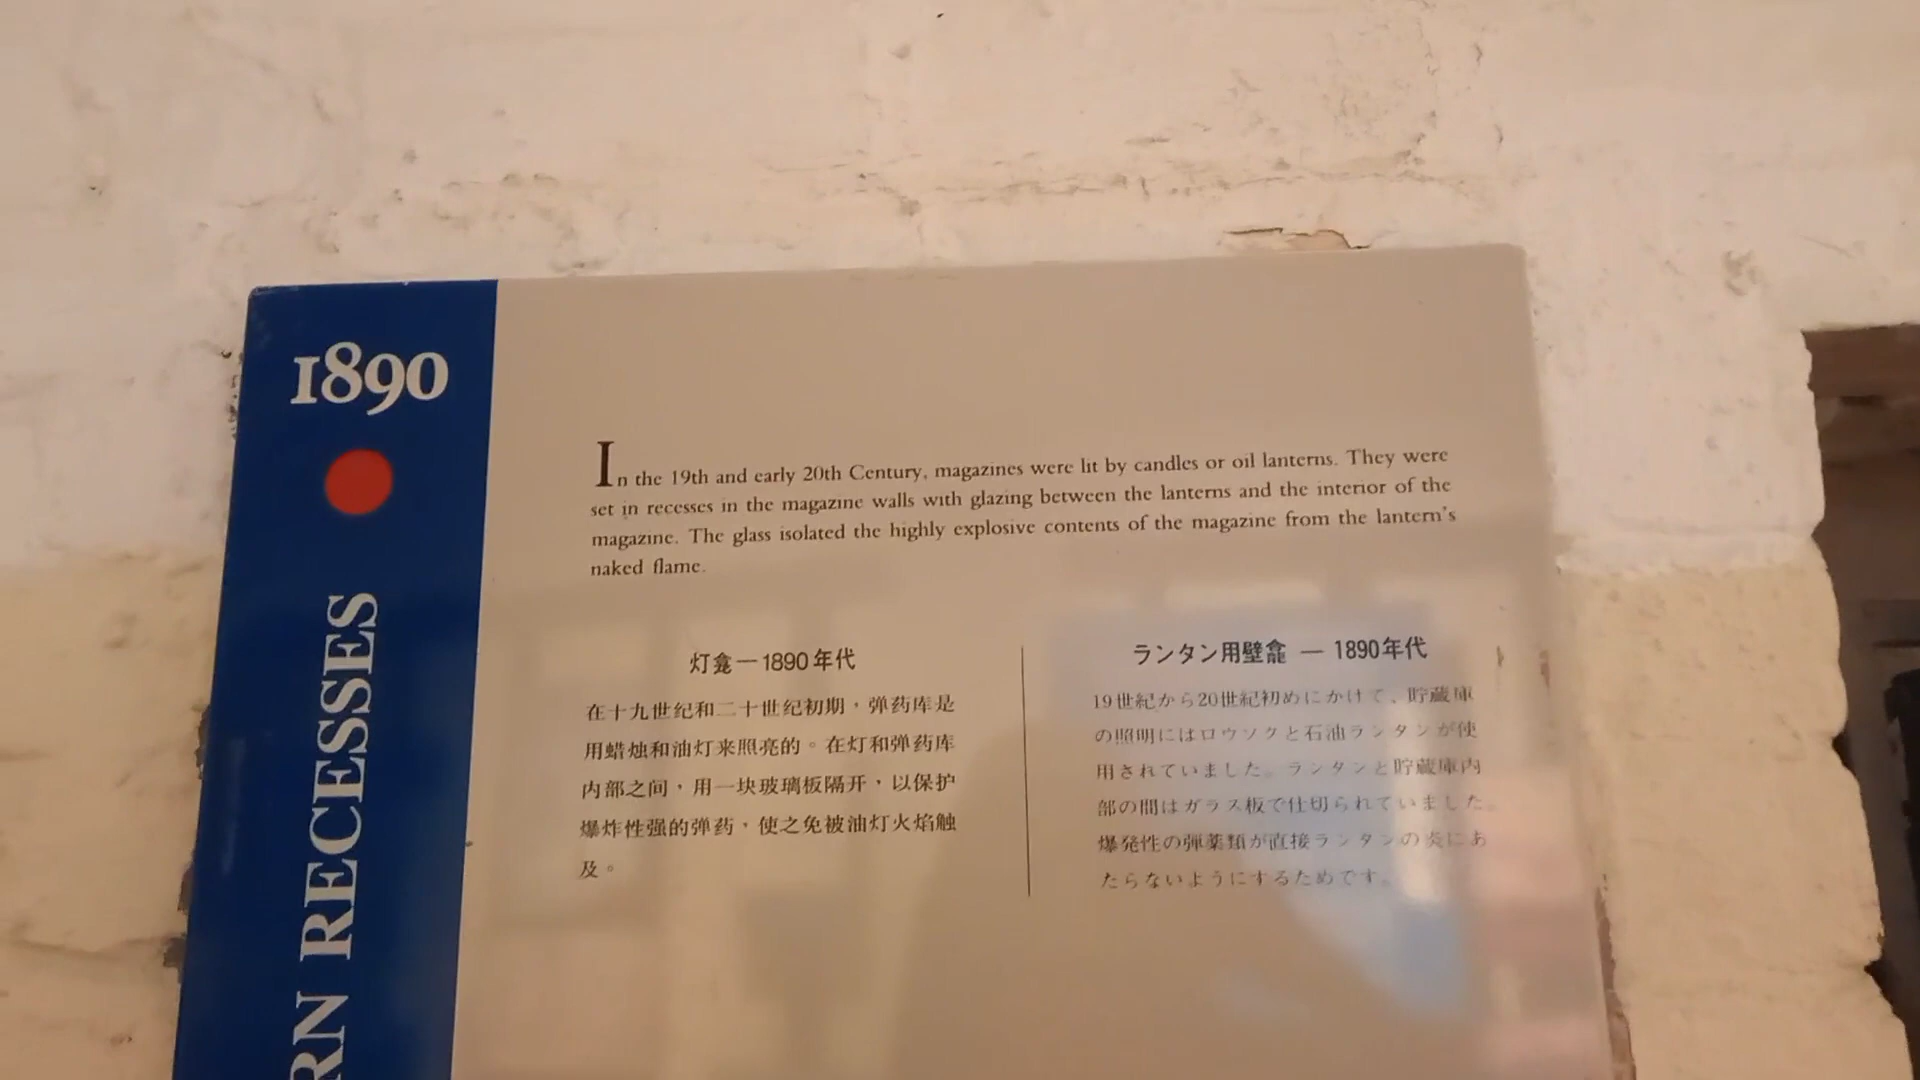 1890
RN RECESSES
In the 19th and early 20th Century, magazines were lit by candles or oil lanterns. They were
set in recesses in the magazine walls with glazing between the lanterns and the interior of the
magazine. The glass isolated the highly explosive contents of the magazine from the lantern's
naked flame.
灯龛－1890年代
在十九世纪和二十世纪初期，弹药库是
用蜡烛和油灯来照亮的。在灯和弹药库
内部之间，用一块玻璃板隔开，以保护
爆炸性强的弹药，使之免被油灯火焰触
及。
ランタン用壁龕 — 1890年代
19世紀から20世紀初めにかけて、貯蔵庫
の照明にはロウソクと石油ランタンが使
用されていました。ランタンと貯蔵庫内
部の間はガラス板で仕切られていました。
爆発性の弾薬類が直接ランタンの炎にあ
たらないようにするためです。